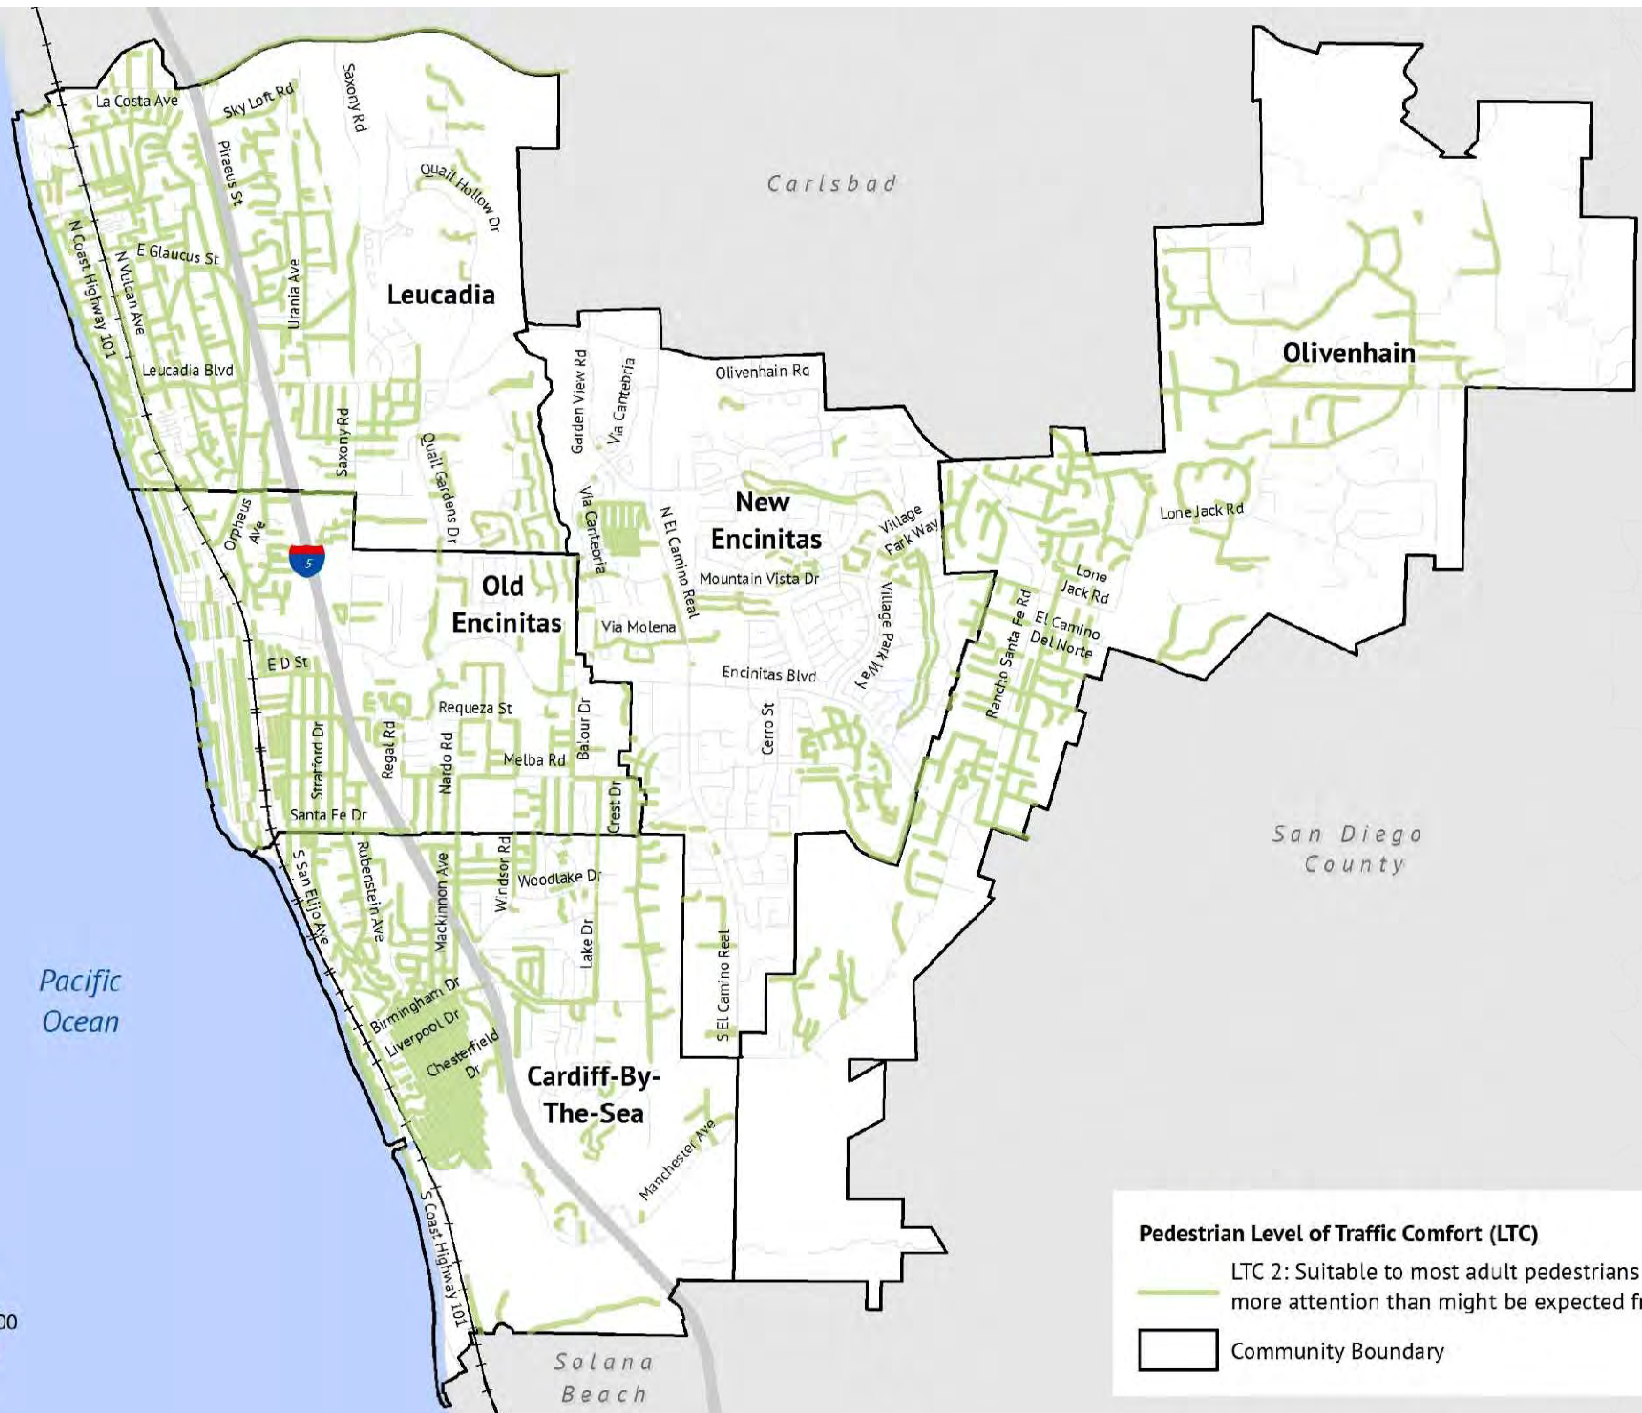 La Costa Ave
Sky Loft Rd
Saxony Rd
Piraeus St
Quail Hollow Dr
Carlsbad
N Coast Highway 101
N Vulcan Ave
E Glaucus St
Urania Ave
Leucadia
Leucadia Blvd
Saxony Rd
Quail Gardens Dr
Garden View Rd
Via Cantebria
Olivenhain Rd
Olivenhain
Orpheus
Ave
5
Via Cantebria
N El Camino Real
New
Encinitas
Village
Park Way
Lone Jack Rd
Old
Encinitas
Mountain Vista Dr
Lone
Jack Rd
Via Molena
Village Park Way
Rancho Santa Fe Rd
El Camino
Del Norte
E D St
Encinitas Blvd
Requeza St
Stratford Dr
Regal Rd
Nardo Rd
Melba Rd
Balour Dr
Cerro St
Santa Fe Dr
Crest Dr
San Diego
County
S San Elijo Ave
Rubenstein Ave
Mackinnon Ave
Windsor Rd
Woodlake Dr
Lake Dr
S El Camino Real
Pacific
Ocean
Birmingham Dr
Liverpool Dr
Chesterfield
Dr
Cardiff-By-
The-Sea
Manchester Ave
S Coast Highway 101
Solana
Beach
00
Pedestrian Level of Traffic Comfort (LTC)
LTC 2: Suitable to most adult pedestrians
more attention than might be expected f
Community Boundary